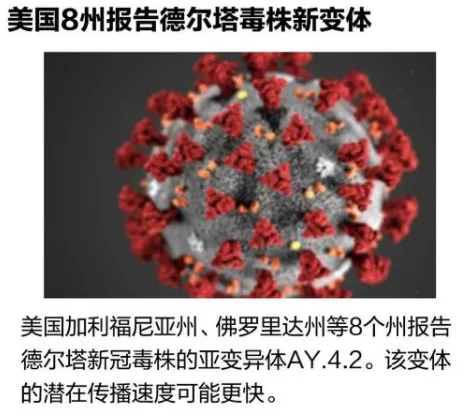 美国8州报告德尔塔毒株新变体
美国加利福尼亚州、佛罗里达州等8个州报告
德尔塔新冠毒株的亚变异体AY.4.2。该变体
的潜在传播速度可能更快。